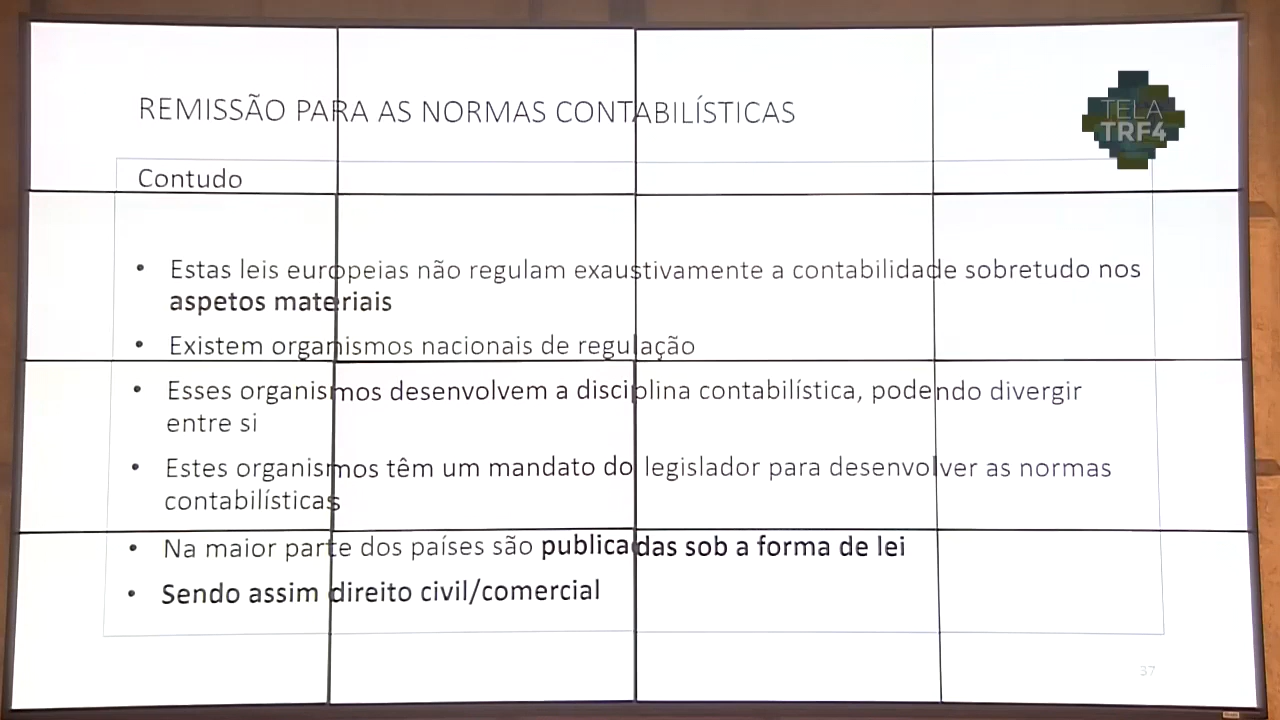 REMISSÃO PARA AS NORMAS CONTABILÍSTICAS
TELA
TRF4
Contudo
• Estas leis europeias não regulam exaustivamente a contabilidade sobretudo nos
aspetos materiais
• Existem organismos nacionais de regulação
• Esses organismos desenvolvem a disciplina contabilística, podendo divergir
entre si
• Estes organismos têm um mandato do legislador para desenvolver as normas
contabilísticas
• Na maior parte dos países são publicadas sob a forma de lei
• Sendo assim direito civil/comercial
37